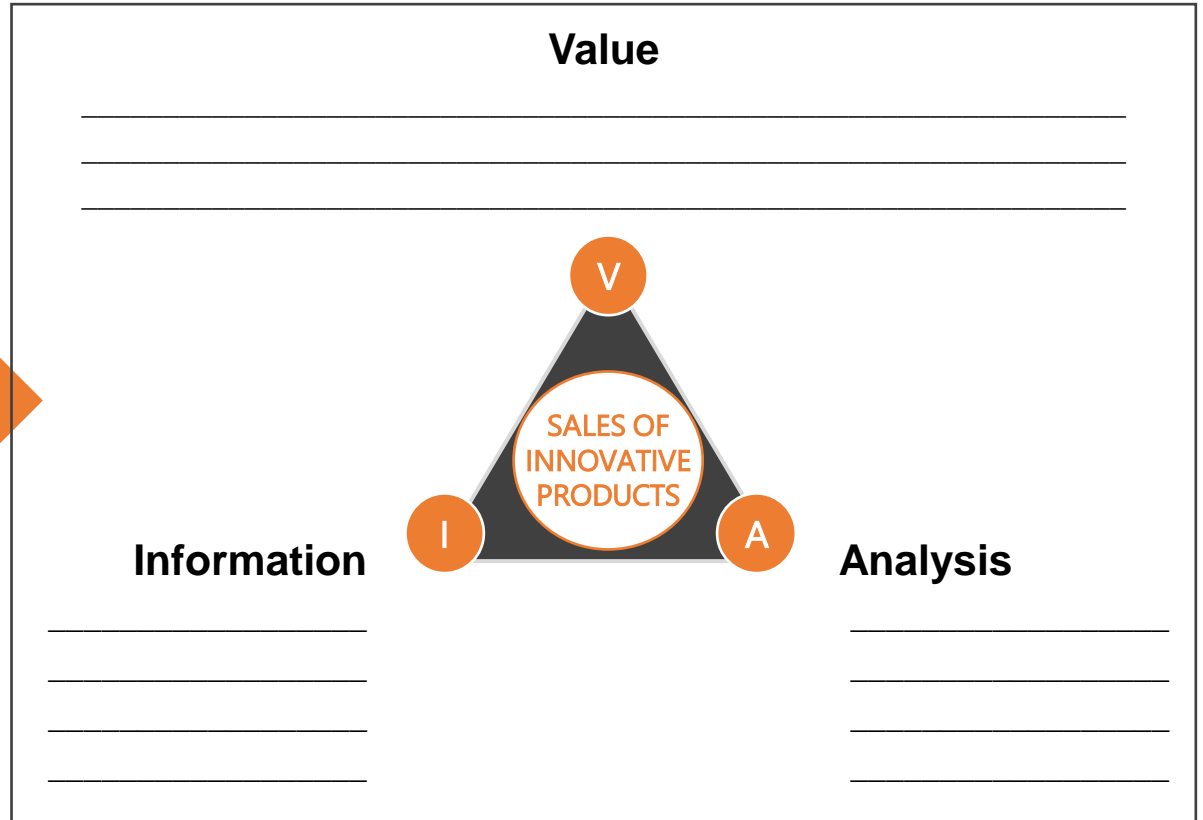 Value
V
SALES OF
INNOVATIVE
PRODUCTS
I
A
Information
Analysis